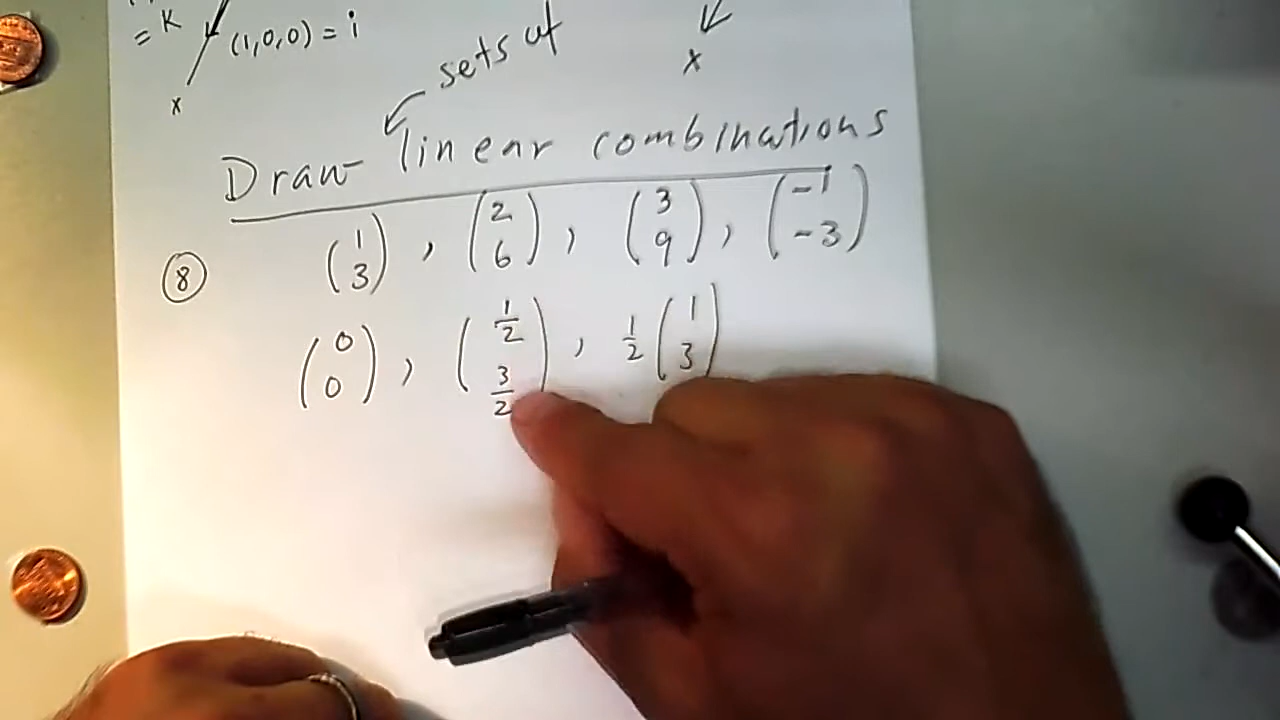 = K (1,0,0) = i
x
x
sets of
Draw linear combinations
⑧ (1 3), (2 6), (3 9), (-1 -3)
(0 0), (1/2 3/2), 1/2 (1 3)